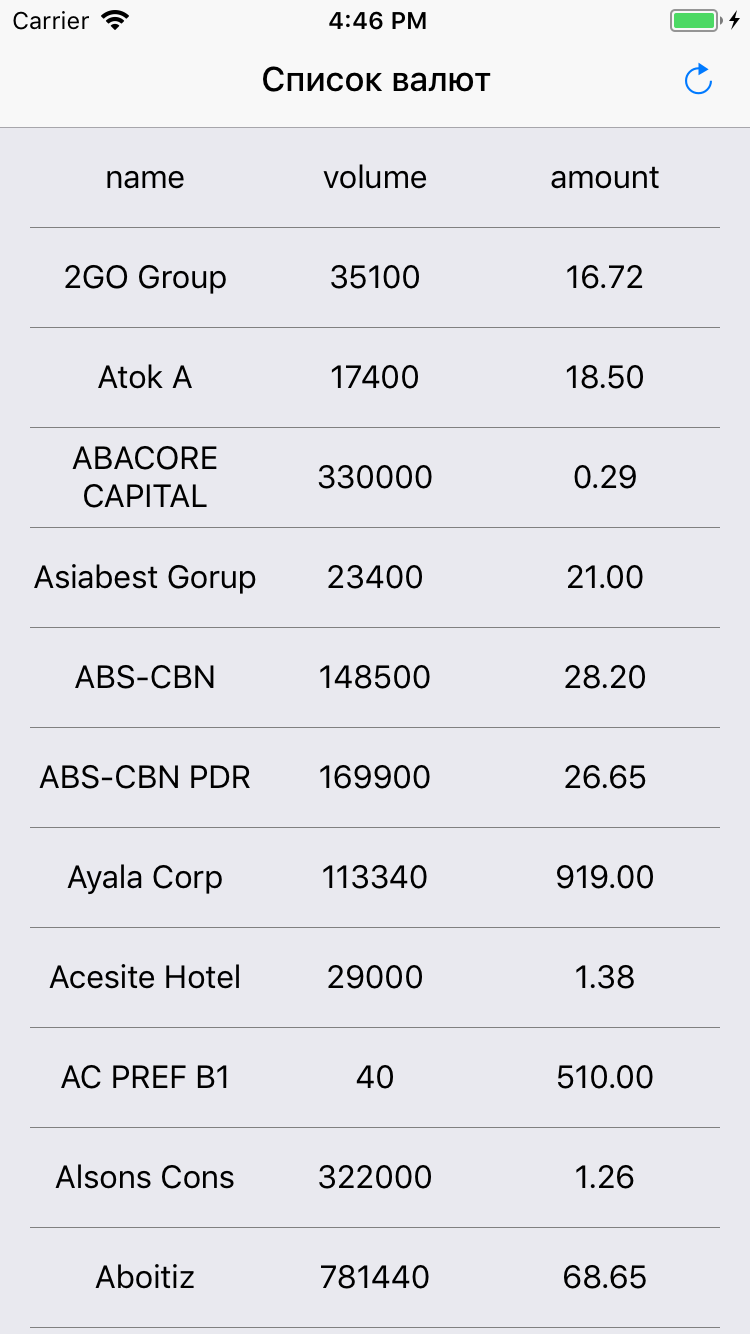 Carrier 4:46 PM
Список валют
name volume amount
2GO Group 35100 16.72
Atok A 17400 18.50
ABACORE
CAPITAL 330000 0.29
Asiabest Gorup 23400 21.00
ABS-CBN 148500 28.20
ABS-CBN PDR 169900 26.65
Ayala Corp 113340 919.00
Acesite Hotel 29000 1.38
AC PREF B1 40 510.00
Alsons Cons 322000 1.26
Aboitiz 781440 68.65